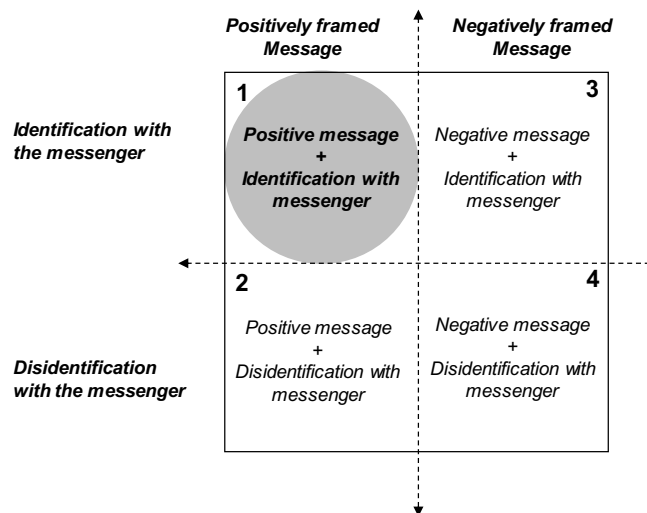 Positively framed
Message
Negatively framed
Message
Identification with
the messenger
1
Positive message
+
Identification with
messenger
3
Negative message
+
Identification with
messenger
Disidentification
with the messenger
2
Positive message
+
Disidentification with
messenger
4
Negative message
+
Disidentification with
messenger